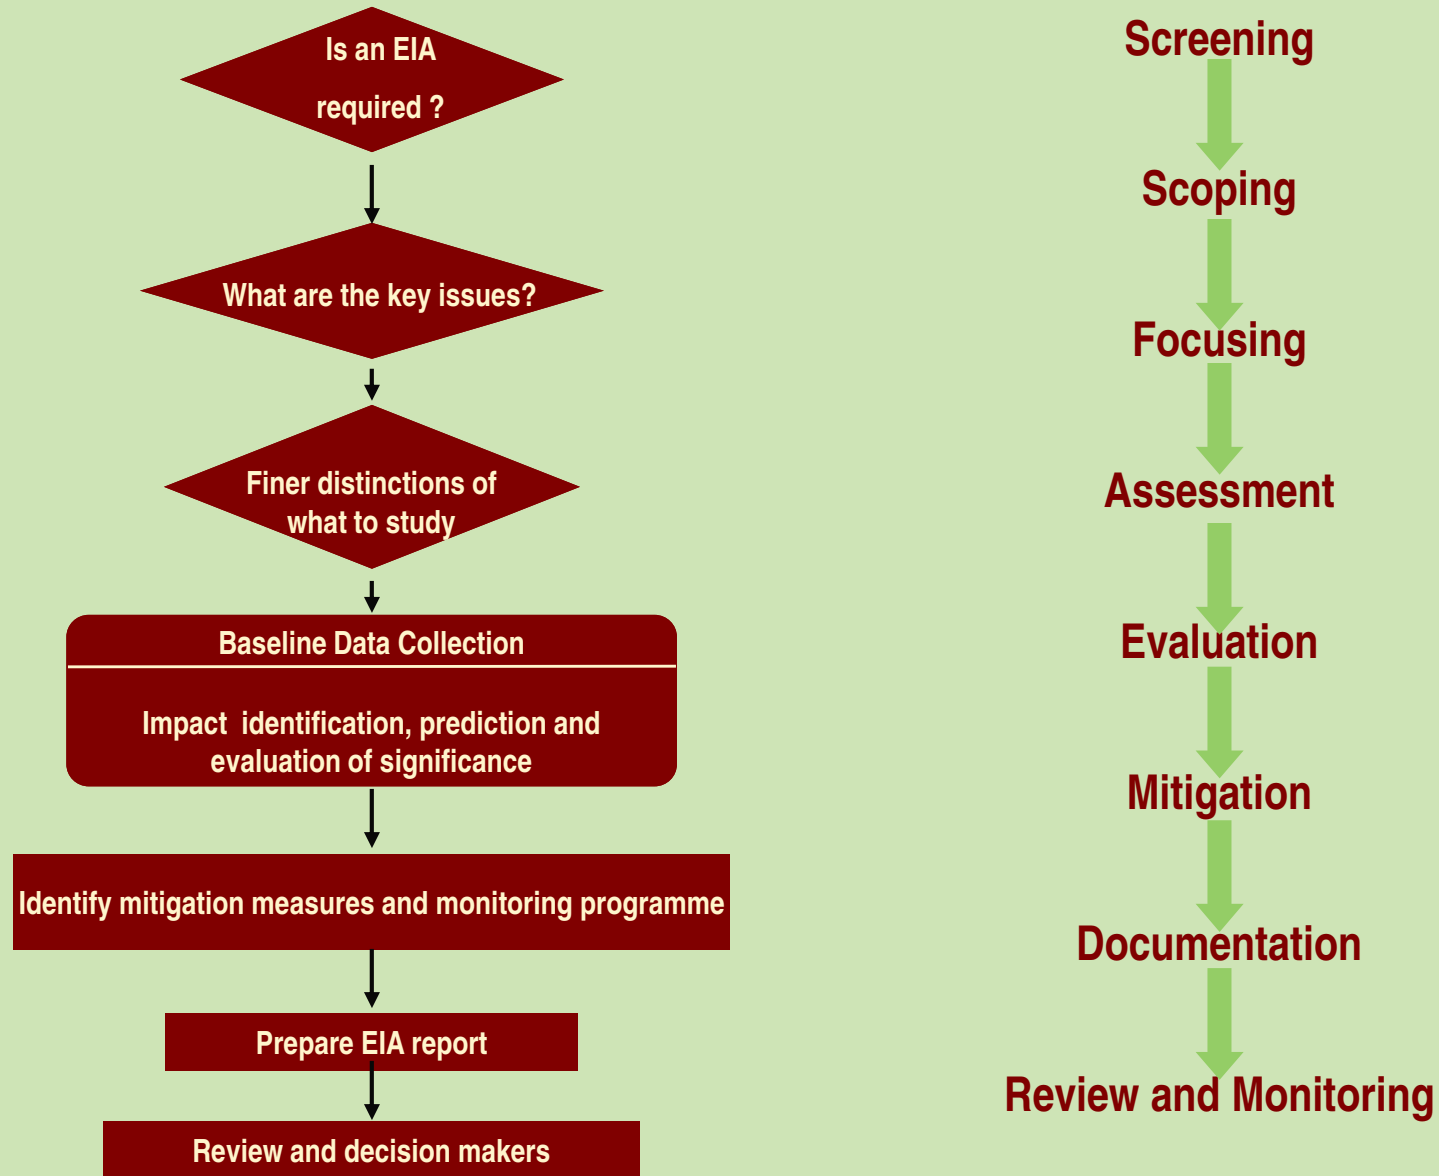 Is an EIA
required ?
What are the key issues?
Finer distinctions of
what to study
Baseline Data Collection
Impact identification, prediction and
evaluation of significance
Identify mitigation measures and monitoring programme
Prepare EIA report
Review and decision makers
Screening
Scoping
Focusing
Assessment
Evaluation
Mitigation
Documentation
Review and Monitoring